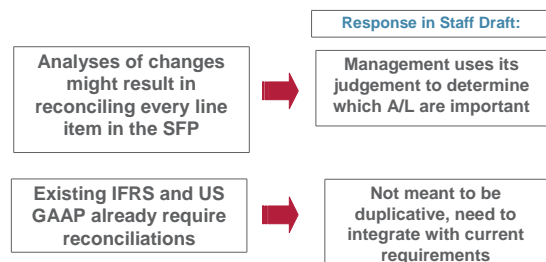 Response in Staff Draft:
Analyses of changes
might result in
reconciling every line
item in the SFP
Management uses its
judgement to determine
which A/L are important
Existing IFRS and US
GAAP already require
reconciliations
Not meant to be
duplicative, need to
integrate with current
requirements